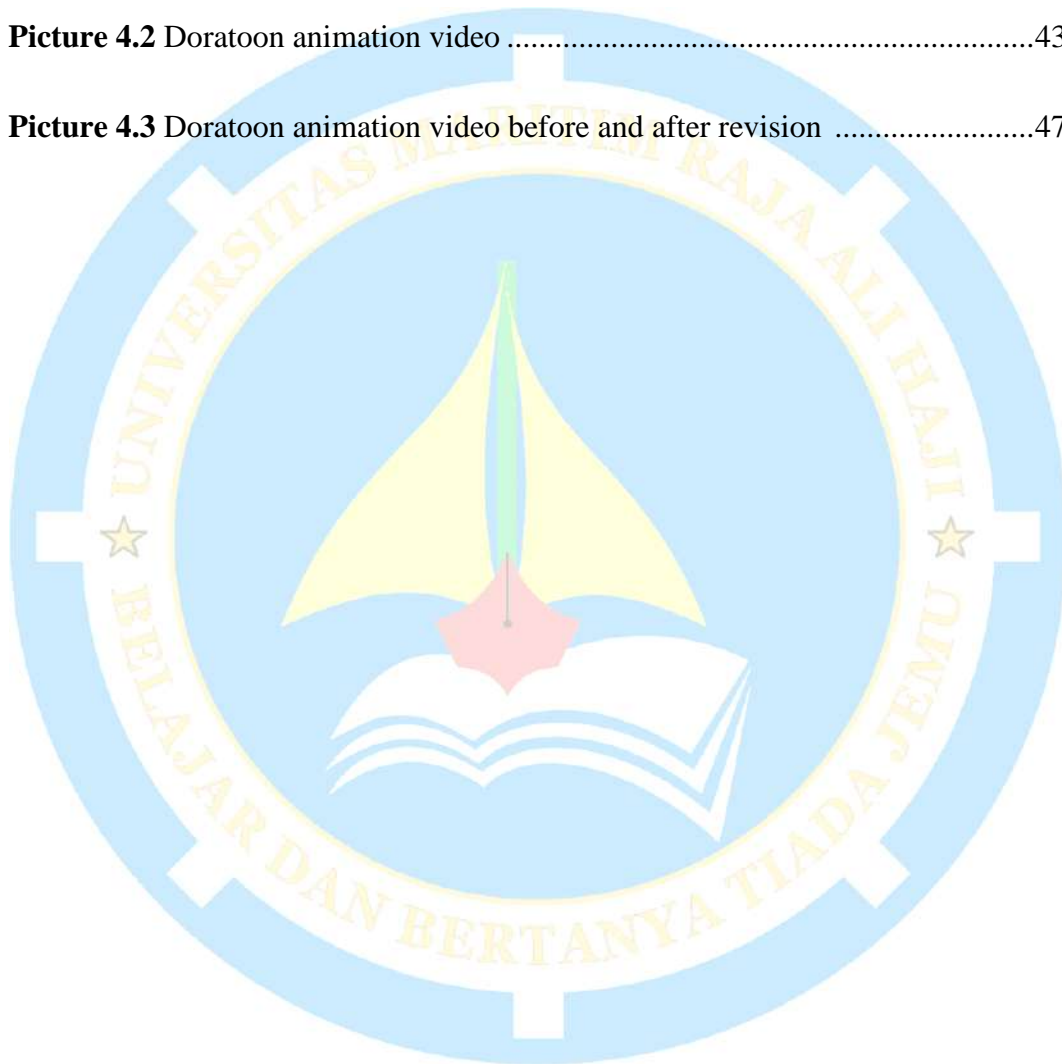 Picture 4.2 Doratoon animation video ..................................................................43
Picture 4.3 Doratoon animation video before and after revision .........................47
UNIVERSITAS MARITIM RAJA ALI HAJI
BELAJAR DAN BERTANYA TIADA JEMU